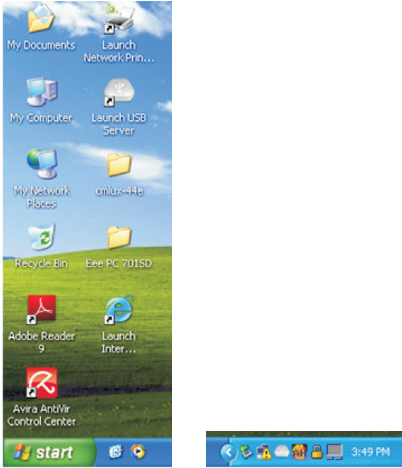 My Documents
Launch
Network Prin...
My Computer
Launch USB
Server
My Network
Places
cmlux-44e
Recycle Bin
Eee PC 701SD
Adobe Reader
9
Launch
Inter...
Avira AntiVir
Control Center
start
3:49 PM